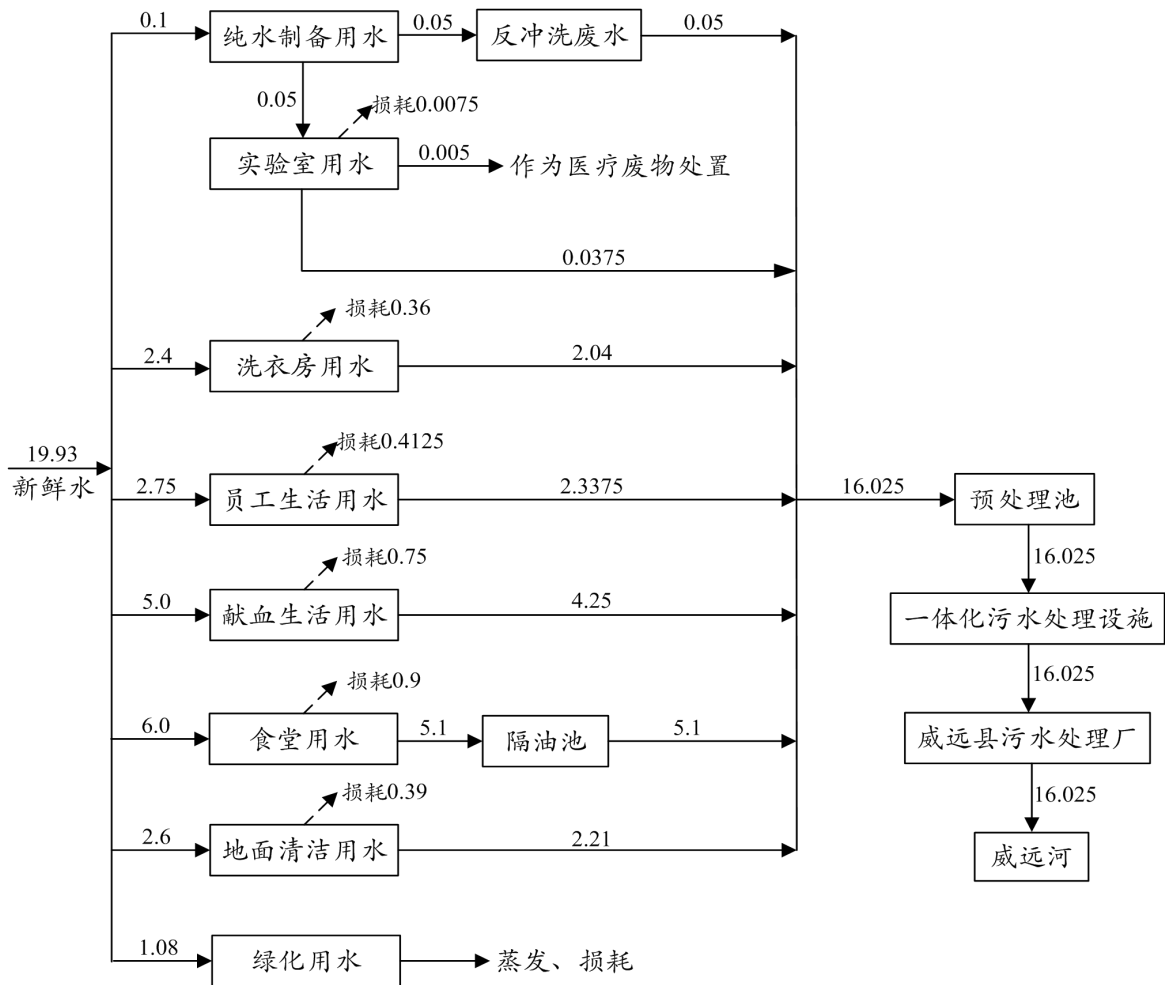 0.1
纯水制备用水
0.05
反冲洗废水
0.05
0.05
损耗0.0075
实验室用水
0.005
作为医疗废物处置
0.0375
损耗0.36
2.4
洗衣房用水
2.04
19.93
新鲜水
损耗0.4125
2.75
员工生活用水
2.3375
16.025
预处理池
16.025
损耗0.75
5.0
献血生活用水
4.25
一体化污水处理设施
16.025
损耗0.9
6.0
食堂用水
5.1
隔油池
5.1
威远县污水处理厂
16.025
损耗0.39
2.6
地面清洁用水
2.21
威远河
1.08
绿化用水
蒸发、损耗